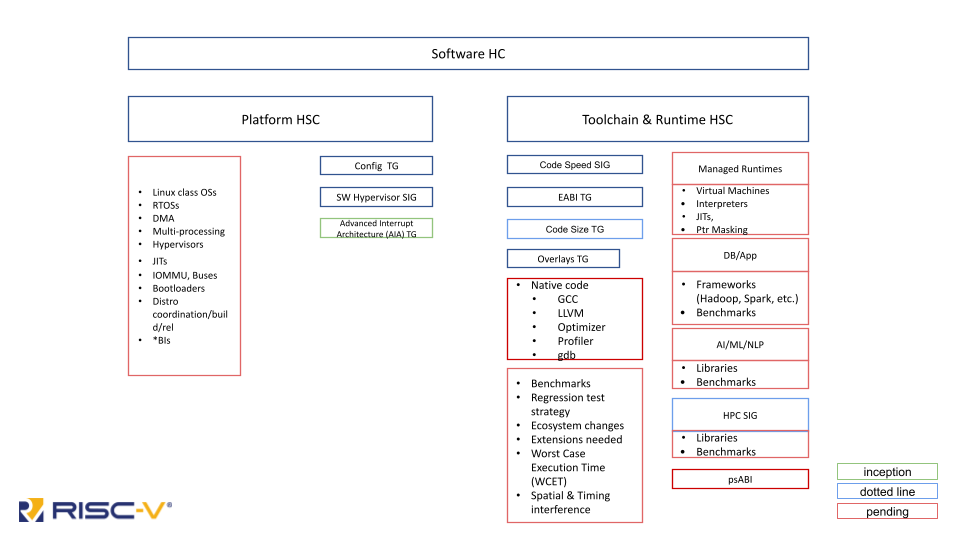 Software HC
Platform HSC
Toolchain & Runtime HSC
• Linux class OSs
• RTOSs
• DMA
• Multi-processing
• Hypervisors
• JITs
• IOMMU, Buses
• Bootloaders
• Distro
coordination/buil
d/rel
• *BIs
Config TG
SW Hypervisor SIG
Advanced Interrupt
Architecture (AIA) TG
Code Speed SIG
EABI TG
Code Size TG
Overlays TG
• Native code
• GCC
• LLVM
• Optimizer
• Profiler
• gdb
• Benchmarks
• Regression test
strategy
• Ecosystem changes
• Extensions needed
• Worst Case
Execution Time
(WCET)
• Spatial & Timing
interference
Managed Runtimes
• Virtual Machines
• Interpreters
• JITs,
• Ptr Masking
DB/App
• Frameworks
(Hadoop, Spark, etc.)
• Benchmarks
AI/ML/NLP
• Libraries
• Benchmarks
HPC SIG
• Libraries
• Benchmarks
psABI
inception
dotted line
pending
RISC-V®